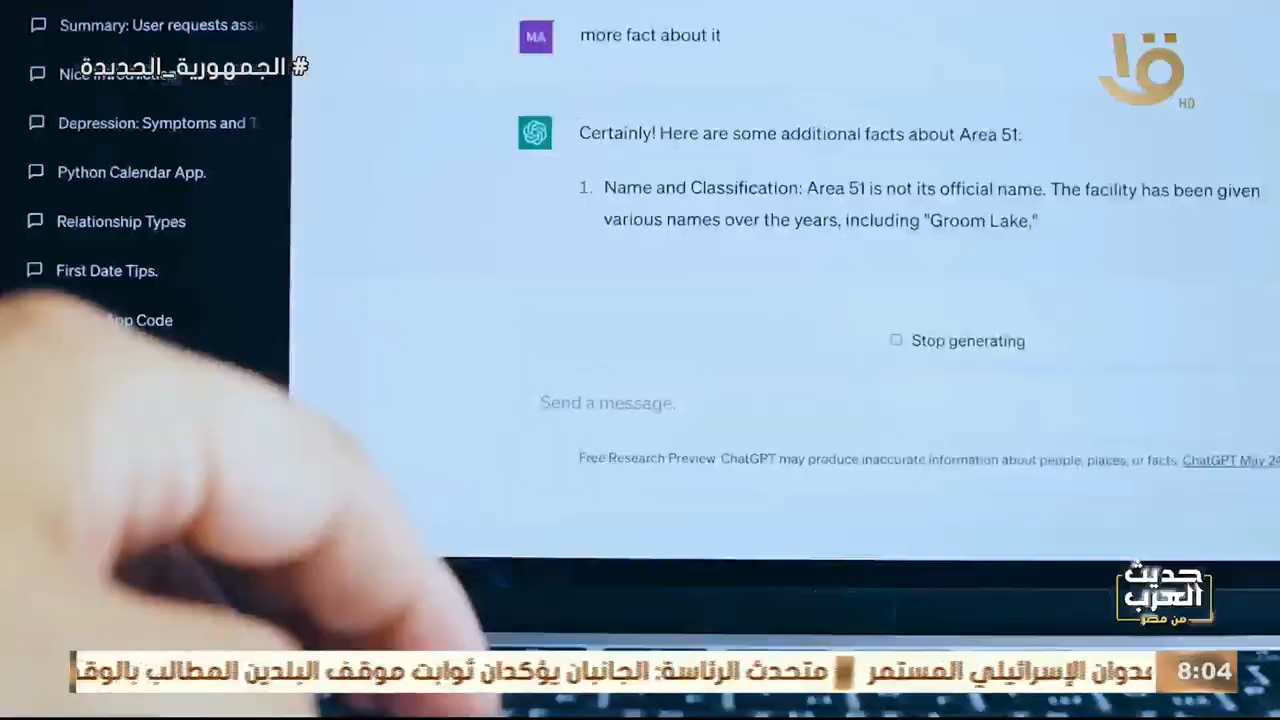 Summary: User requests ass
Nice
#الجمهورية_الجديدة
Depression: Symptoms and T
Python Calendar App.
Relationship Types
First Date Tips.
App Code
MA
more fact about it
HD
Certainly! Here are some additional facts about Area 51:
1. Name and Classification: Area 51 is not its official name. The facility has been given
various names over the years, including "Groom Lake,"
Stop generating
Send a message.
Free Research Preview. ChatGPT may produce inaccurate information about people, places, or facts. ChatGPT May 24
حديث
العرب
من مصر
عدوان الإسرائيلي المستمر
متحدث الرئاسة: الجانبان يؤكدان ثوابت موقف البلدين المطالب بالوق
8:04